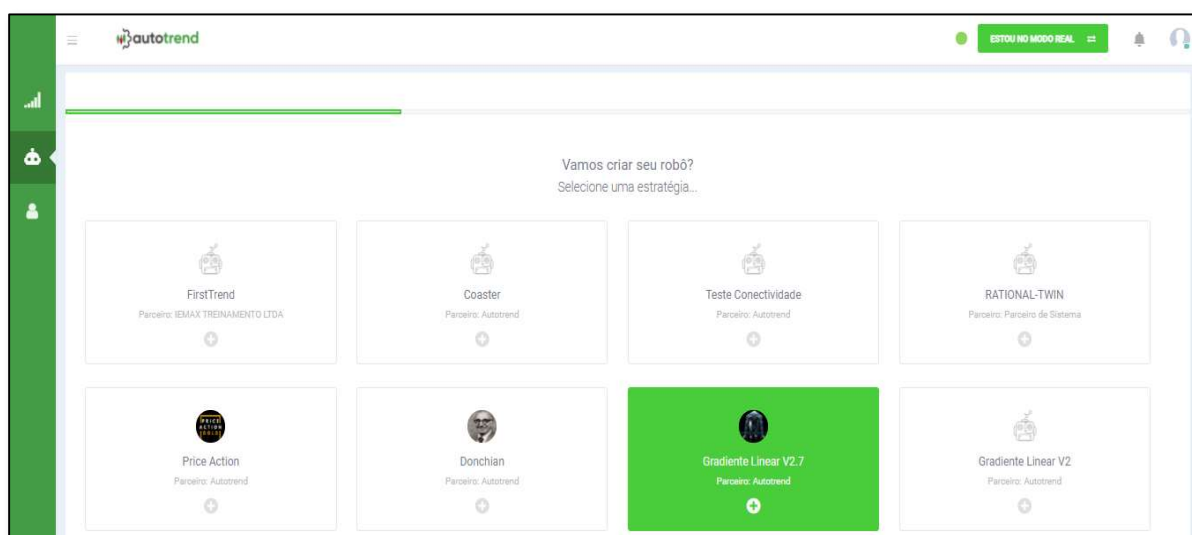 autotrend
ESTOU NO MODO REAL
Vamos criar seu robô?
Selecione uma estratégia...
FirstTrend
Parceiro: IEMAX TREINAMENTO LTDA
Coaster
Parceiro: Autotrend
Teste Conectividade
Parceiro: Autotrend
RATIONAL-TWIN
Parceiro: Parceiro de Sistema
PRICE
ACTION
Price Action
Parceiro: Autotrend
Donchian
Parceiro: Autotrend
Gradiente Linear V2.7
Parceiro: Autotrend
Gradiente Linear V2
Parceiro: Autotrend